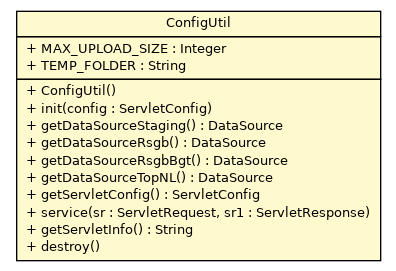 ConfigUtil
+ MAX_UPLOAD_SIZE : Integer
+ TEMP_FOLDER : String
+ ConfigUtil()
+ init(config : ServletConfig)
+ getDataSourceStaging() : DataSource
+ getDataSourceRsgb() : DataSource
+ getDataSourceRsgbBgt() : DataSource
+ getDataSourceTopNL() : DataSource
+ getServletConfig() : ServletConfig
+ service(sr : ServletRequest, sr1 : ServletResponse)
+ getServletInfo() : String
+ destroy()